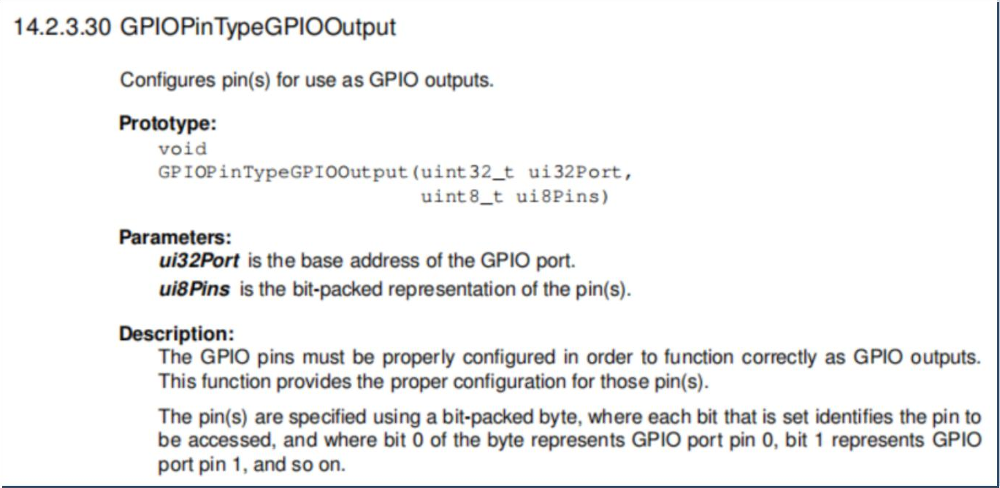 14.2.3.30 GPIOPinTypeGPIOOutput
Configures pin(s) for use as GPIO outputs.
Prototype:
void
GPIOPinTypeGPIOOutput(uint32_t ui32Port,
uint8_t ui8Pins)
Parameters:
ui32Port is the base address of the GPIO port.
ui8Pins is the bit-packed representation of the pin(s).
Description:
The GPIO pins must be properly configured in order to function correctly as GPIO outputs.
This function provides the proper configuration for those pin(s).
The pin(s) are specified using a bit-packed byte, where each bit that is set identifies the pin to
be accessed, and where bit 0 of the byte represents GPIO port pin 0, bit 1 represents GPIO
port pin 1, and so on.